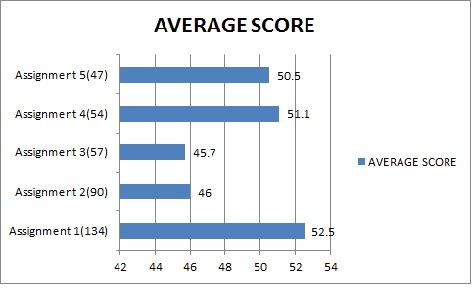 AVERAGE SCORE
Assignment 5(47)
50.5
Assignment 4(54)
51.1
Assignment 3(57)
45.7
Assignment 2(90)
46
Assignment 1(134)
52.5
AVERAGE SCORE
42 44 46 48 50 52 54